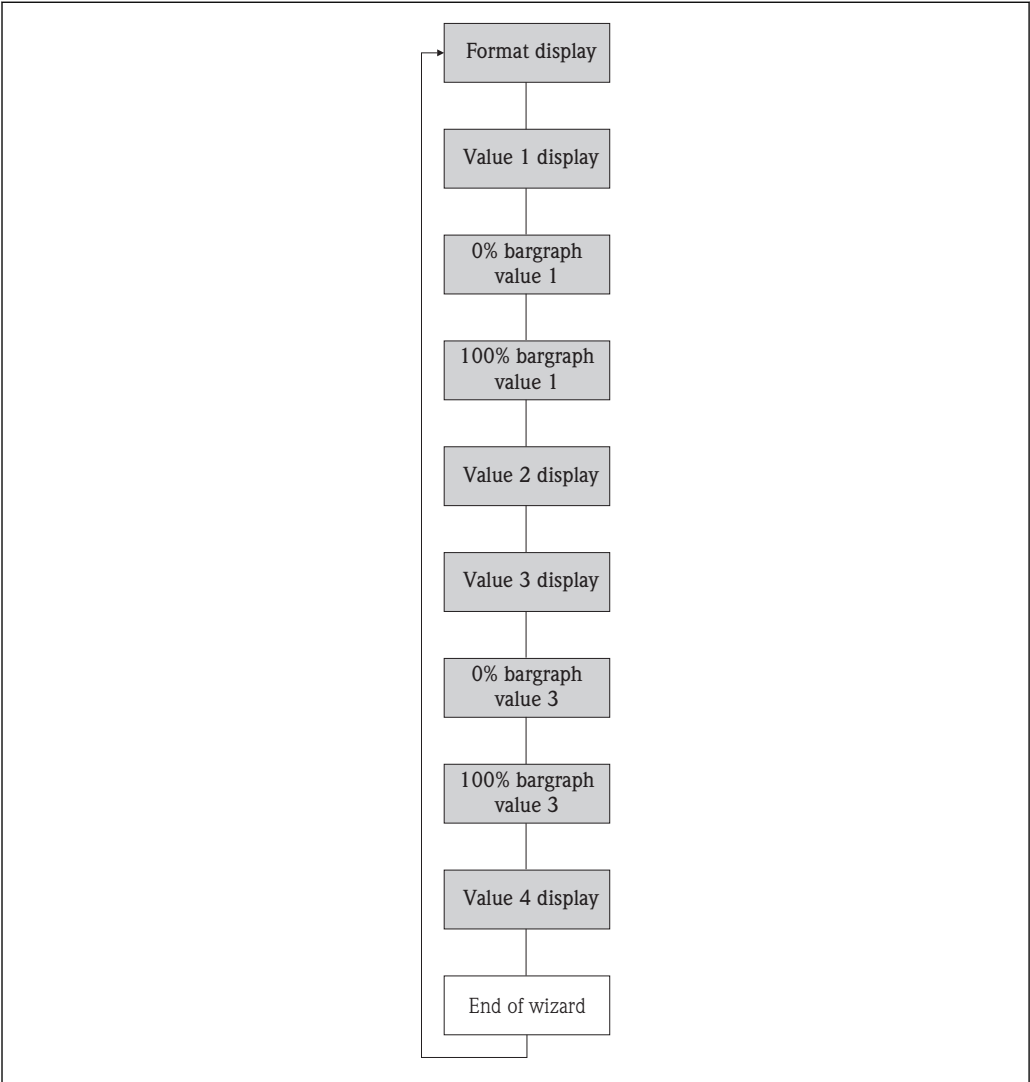 Format display
Value 1 display
0% bargraph
value 1
100% bargraph
value 1
Value 2 display
Value 3 display
0% bargraph
value 3
100% bargraph
value 3
Value 4 display
End of wizard